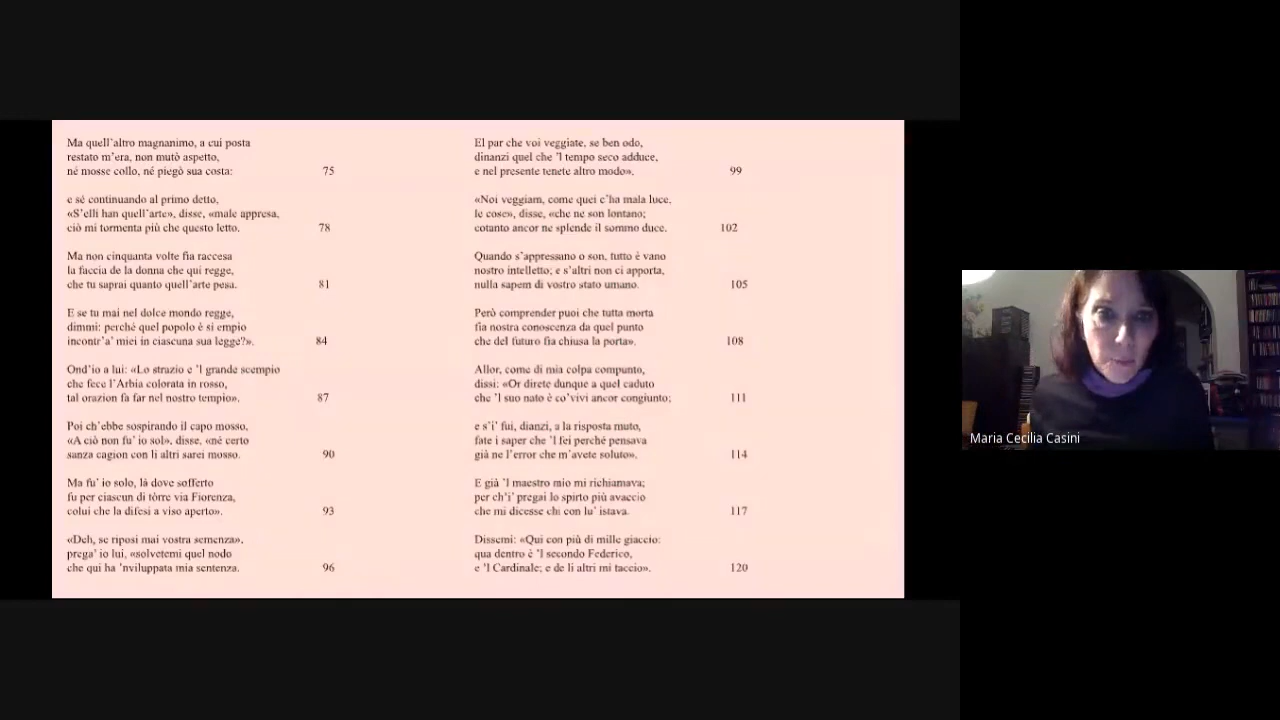 Ma quell'altro magnanimo, a cui posta
restato m'era, non mutò aspetto,
né mosse collo, né piegò sua costa:
75
e sé continuando al primo detto,
«S'elli han quell'arte», disse, «male appresa,
ciò mi tormenta più che questo letto.
78
Ma non cinquanta volte fia raccesa
la faccia de la donna che qui regge,
che tu saprai quanto quell'arte pesa.
81
E se tu mai nel dolce mondo regge,
dimmi: perché quel popolo è sì empio
incontr'a' miei in ciascuna sua legge?».
84
Ond'io a lui: «Lo strazio e 'l grande scempio
che fece l'Arbia colorata in rosso,
tal orazion fa far nel nostro tempio».
87
Poi ch'ebbe sospirando il capo mosso,
«A ciò non fu' io sol», disse, «né certo
sanza cagion con li altri sarei mosso.
90
Ma fu' io solo, là dove sofferto
fu per ciascun di tòrre via Fiorenza,
colui che la difesi a viso aperto».
93
«Deh, se riposi mai vostra semenza»,
prega' io lui, «solvetemi quel nodo
che qui ha 'nviluppata mia sentenza.
96
El par che voi veggiate, se ben odo,
dinanzi quel che 'l tempo seco adduce,
e nel presente tenete altro modo».
99
«Noi veggiam, come quei c'ha mala luce,
le cose», disse, «che ne son lontano;
cotanto ancor ne splende il sommo duce.
102
Quando s'appressano o son, tutto è vano
nostro intelletto; e s'altri non ci apporta,
nulla sapem di vostro stato umano.
105
Però comprender puoi che tutta morta
fia nostra conoscenza da quel punto
che del futuro fia chiusa la porta».
108
Allor, come di mia colpa compunto,
dissi: «Or direte dunque a quel caduto
che 'l suo nato è co'vivi ancor congiunto;
111
e s'i' fui, dianzi, a la risposta muto,
fate i saper che 'l fei perché pensava
già ne l'error che m'avete soluto».
114
E già 'l maestro mio mi richiamava;
per ch'i' pregai lo spirto più avaccio
che mi dicesse chi con lu' istava.
117
Dissemi: «Qui con più di mille giaccio:
qua dentro è 'l secondo Federico,
e 'l Cardinale; e de li altri mi taccio».
120
Maria Cecilia Casini